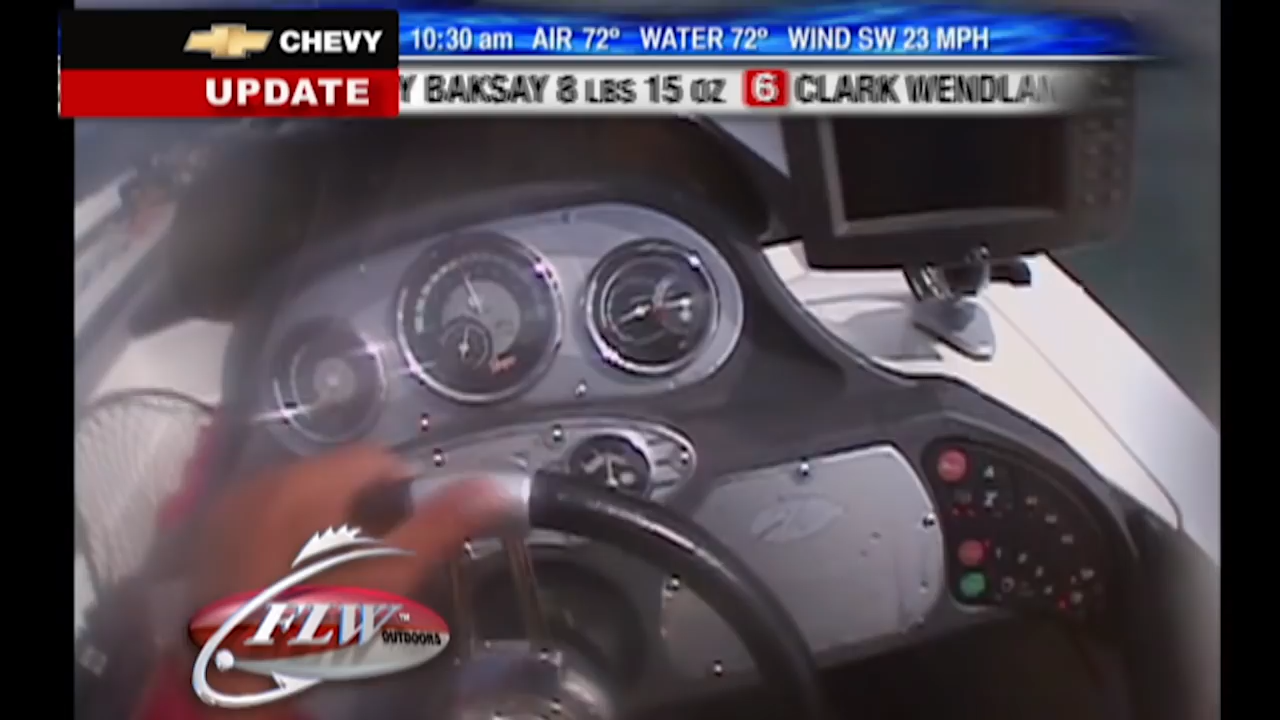 CHEVY
10:30 am AIR 72° WATER 72° WIND SW 23 MPH
UPDATE
Y BAKSAY 8 LBS 15 OZ 6 CLARK WENDLAN
FLW™
OUTDOORS